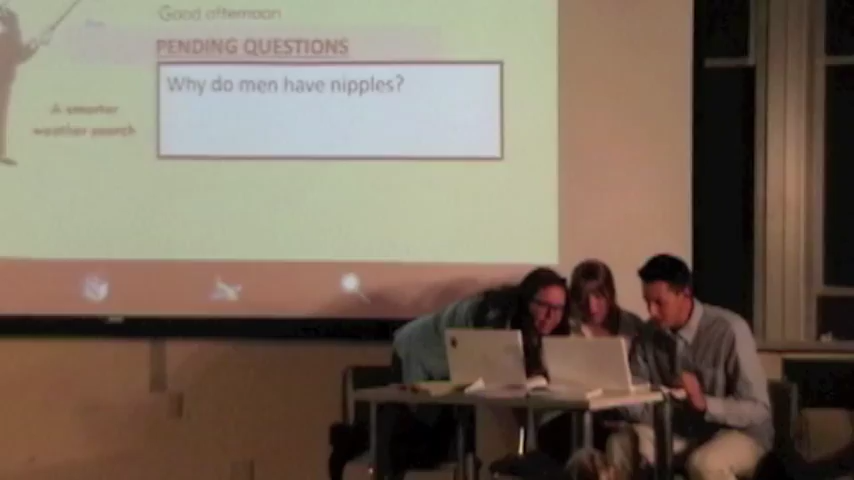 Good afternoon
PENDING QUESTIONS
Why do men have nipples?
A smarter
weather search